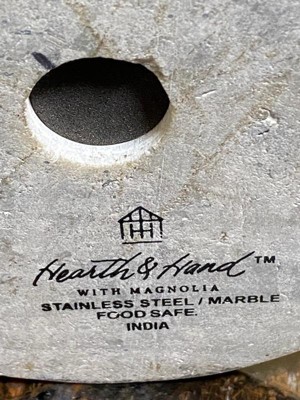 Hearth & Hand™
WITH MAGNOLIA
STAINLESS STEEL / MARBLE
FOOD SAFE.
INDIA